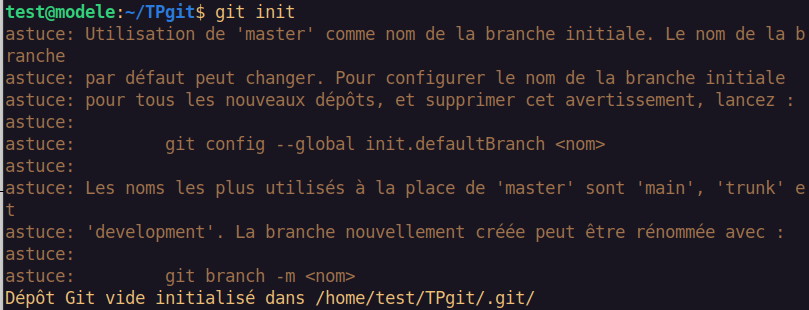 test@modele:~/TPgit$ git init
astuce: Utilisation de 'master' comme nom de la branche initiale. Le nom de la b
ranche
astuce: par défaut peut changer. Pour configurer le nom de la branche initiale
astuce: pour tous les nouveaux dépôts, et supprimer cet avertissement, lancez :
astuce:
astuce:         git config --global init.defaultBranch <nom>
astuce:
astuce: Les noms les plus utilisés à la place de 'master' sont 'main', 'trunk' e
t
astuce: 'development'. La branche nouvellement créée peut être rénommée avec :
astuce:
astuce:         git branch -m <nom>
Dépôt Git vide initialisé dans /home/test/TPgit/.git/